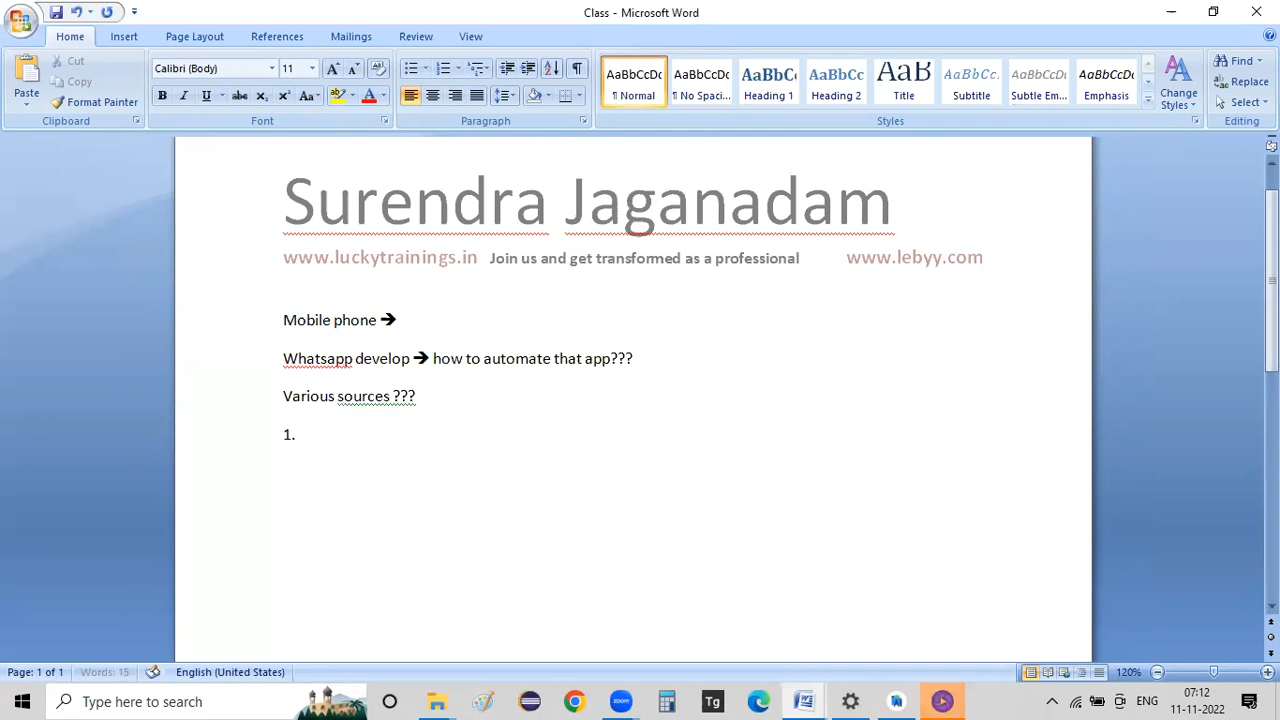 Class - Microsoft Word
Home Insert Page Layout References Mailings Review View
Paste
Cut
Copy
Format Painter
Clipboard
Calibri (Body) 11
Font
Paragraph
AaBbCcDc AaBbCcDc AaBbC AaBbCc AaB AaBbCc. AaBbCcDc AaBbCcDc
¶ Normal ¶ No Spaci... Heading 1 Heading 2 Title Subtitle Subtle Em... Emphasis
Change Styles
Styles
Find
Replace
Select
Editing
Surendra Jaganadam
www.luckytrainings.in Join us and get transformed as a professional www.lebyy.com
Mobile phone ➔
Whatsapp develop ➔ how to automate that app???
Various sources ???
1.
Page: 1 of 1 Words: 15 English (United States) 120%
Type here to search
zoom
Tg
ENG
07:12
11-11-2022